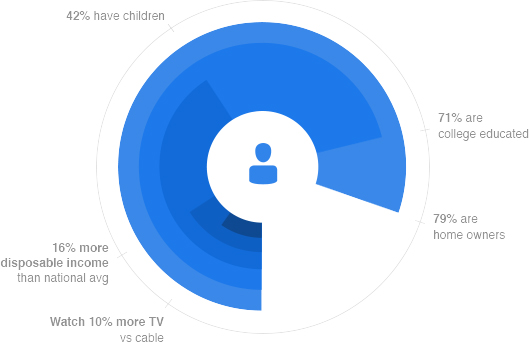 42% have children
71% are
college educated
79% are
home owners
16% more
disposable income
than national avg
Watch 10% more TV
vs cable